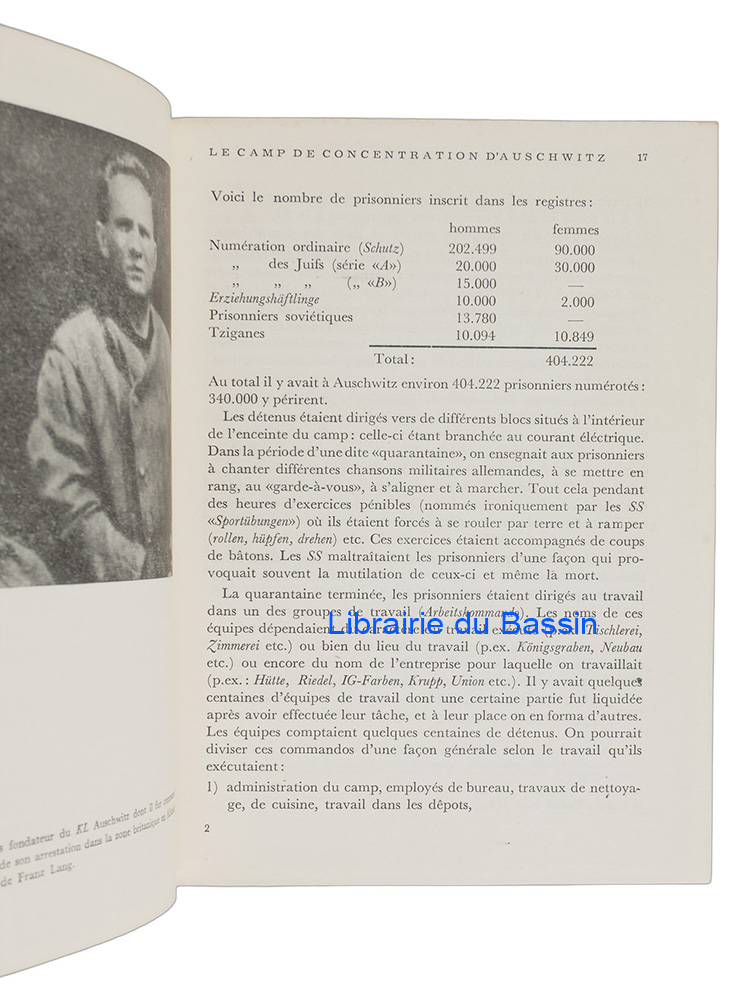 s fondateur du KL Auschwitz dont il fut
de son arrestation dans la zone britannique
de Franz Lang.
LE CAMP DE CONCENTRATION D'AUSCHWITZ 17
Voici le nombre de prisonniers inscrit dans les registres:
hommes femmes
Numération ordinaire (Schutz) 202.499 90.000
„ des Juifs (série «A») 20.000 30.000
„ „ „ („ «B») 15.000 —
Erziehungshäftlinge 10.000 2.000
Prisonniers soviétiques 13.780 —
Tziganes 10.094 10.849
Total: 404.222
Au total il y avait à Auschwitz environ 404.222 prisonniers numérotés:
340.000 y périrent.
Les détenus étaient dirigés vers de différents blocs situés à l'intérieur
de l'enceinte du camp: celle-ci étant branchée au courant éléctrique.
Dans la période d'une dite «quarantaine», on ensegnait aux prisonniers
à chanter différentes chansons militaires allemandes, à se mettre en
rang, au «garde-à-vous», à s'aligner et à marcher. Tout cela pendant
des heures d'exercices pénibles (nommés ironiquement par les SS
«Sportübungen») où ils étaient forcés à se rouler par terre et à ramper
(rollen, hüpfen, drehen) etc. Ces exercices étaient accompagnés de coups
de bâtons. Les SS maltraîtaient les prisonniers d'une façon qui pro-
voquait souvent la mutilation de ceux-ci et même là mort.
La quarantaine terminée, les prisonniers étaient dirigés au travail
dans un des groupes de travail (Arbeitskommando). Les noms de ces
équipes dépendaient du caractère du travail exécuté (p.ex. Tischlerei,
Librairie du Bassin
Zimmerei etc.) ou bien du lieu du travail (p.ex. Königsgraben, Neubau
etc.) ou encore du nom de l'entreprise pour laquelle on travaillait
(p.ex.: Hütte, Riedel, IG-Farben, Krupp, Union etc.). Il y avait quelques
centaines d'équipes de travail dont une certaine partie fut liquidée
après avoir effectuée leur tâche, et à leur place on en forma d'autres.
Les équipes comptaient quelques centaines de détenus. On pourrait
diviser ces commandos d'une façon générale selon le travail qu'ils
exécutaient:
1) administration du camp, employés de bureau, travaux de nettoya-
ge, de cuisine, travail dans les dêpots,
2